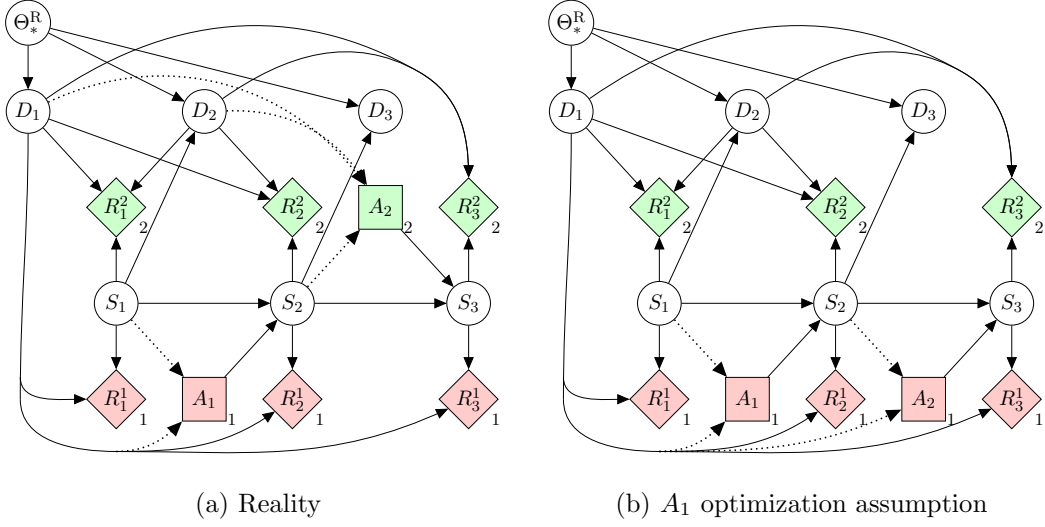 Θ^R_* Θ^R_*
D_1 D_2 D_3 D_1 D_2 D_3
R^2_1 2 R^2_2 2 A_2 2 R^2_3 2 R^2_1 2 R^2_2 2 R^2_3 2
S_1 S_2 S_3 S_1 S_2 S_3
R^1_1 1 A_1 1 R^1_2 1 R^1_3 1 R^1_1 1 A_1 1 R^1_2 1 A_2 1 R^1_3 1
(a) Reality (b) A_1 optimization assumption